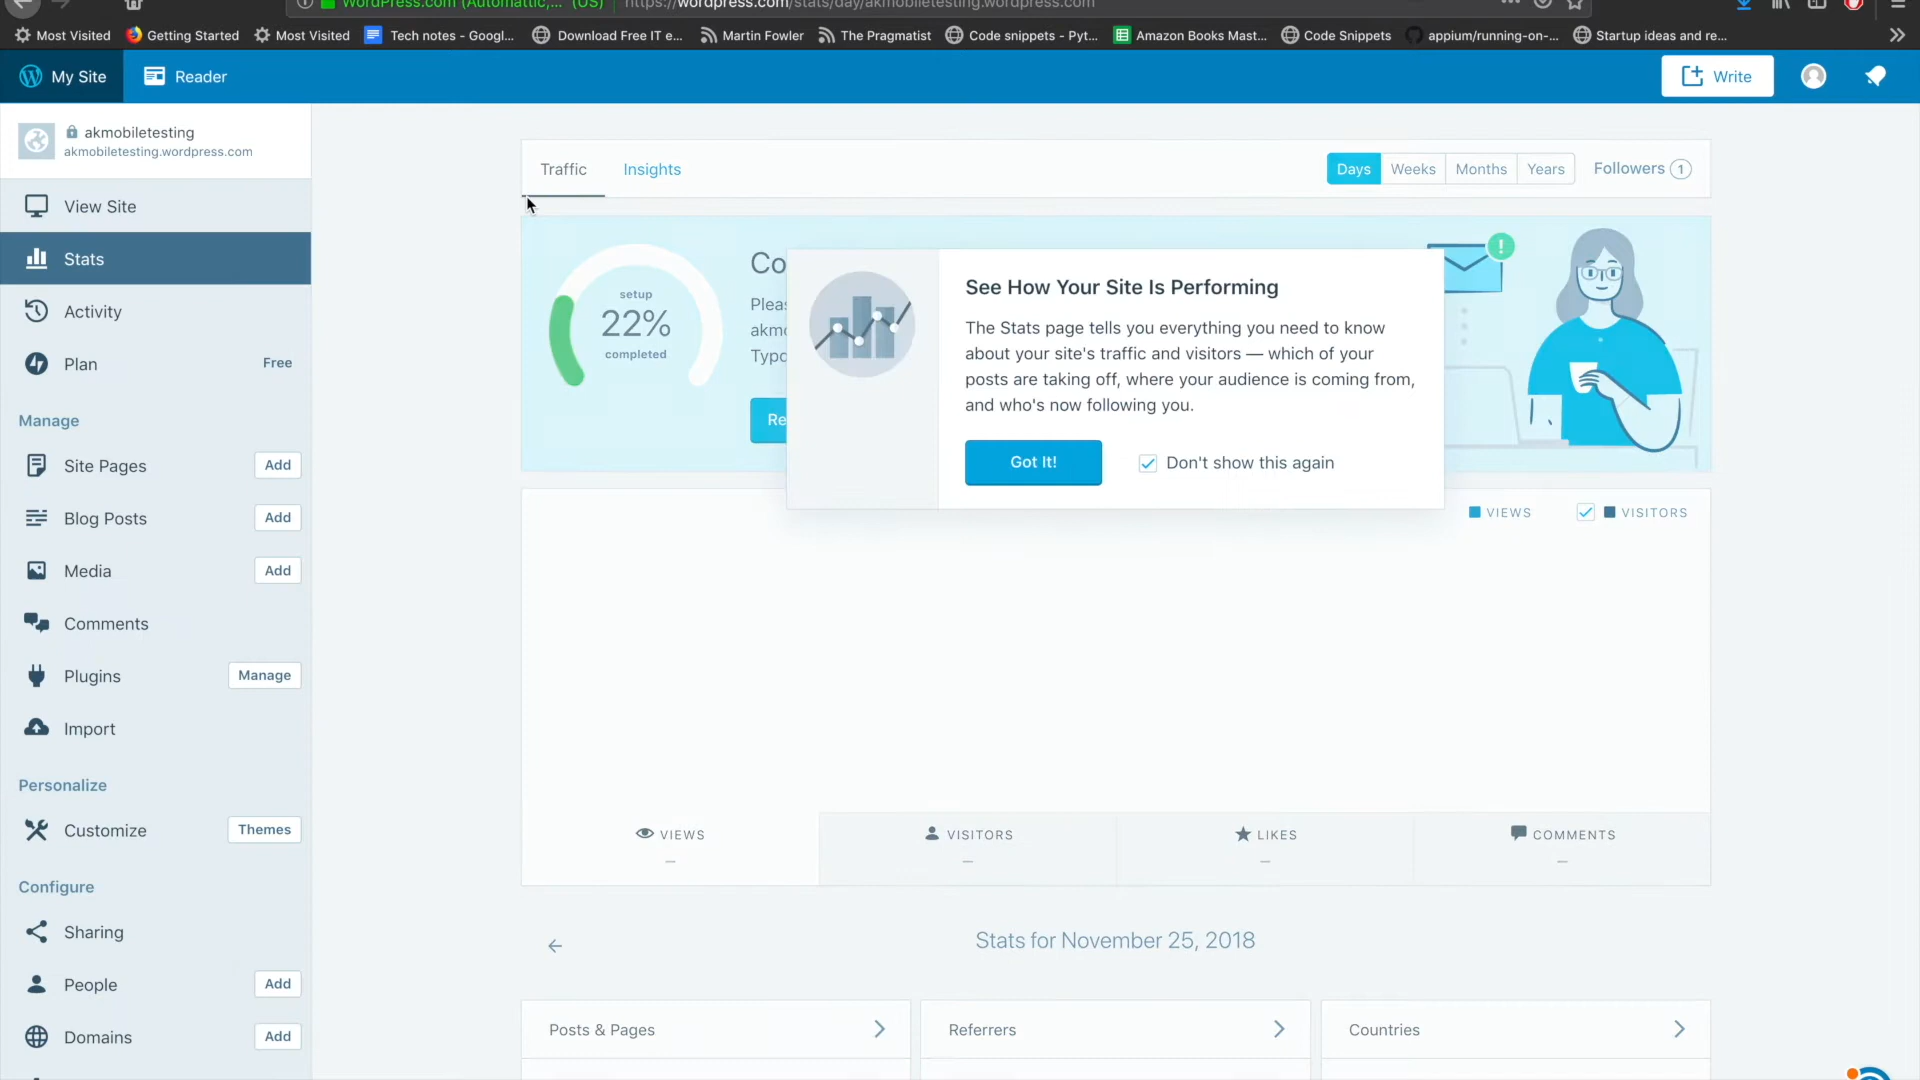 WordPress.com (Automattic,... (US)
https://wordpress.com/stats/day/akmobiletesting.wordpress.com
Most Visited
Getting Started
Most Visited
Tech notes - Googl...
Download Free IT e...
Martin Fowler
The Pragmatist
Code snippets - Pyt...
Amazon Books Mast...
Code Snippets
appium/running-on-...
Startup ideas and re...
My Site
Reader
Write
akmobiletesting
akmobiletesting.wordpress.com
View Site
Stats
Activity
Plan
Free
Manage
Site Pages
Add
Blog Posts
Add
Media
Add
Comments
Plugins
Manage
Import
Personalize
Customize
Themes
Configure
Sharing
People
Add
Domains
Add
Traffic
Insights
Days
Weeks
Months
Years
Followers 1
setup
22%
completed
Co
Pleas
akmo
Typo
Re
!
See How Your Site Is Performing
The Stats page tells you everything you need to know
about your site's traffic and visitors — which of your
posts are taking off, where your audience is coming from,
and who's now following you.
Got It!
Don't show this again
VIEWS
VISITORS
VIEWS
–
VISITORS
–
LIKES
–
COMMENTS
–
Stats for November 25, 2018
Posts & Pages
Referrers
Countries